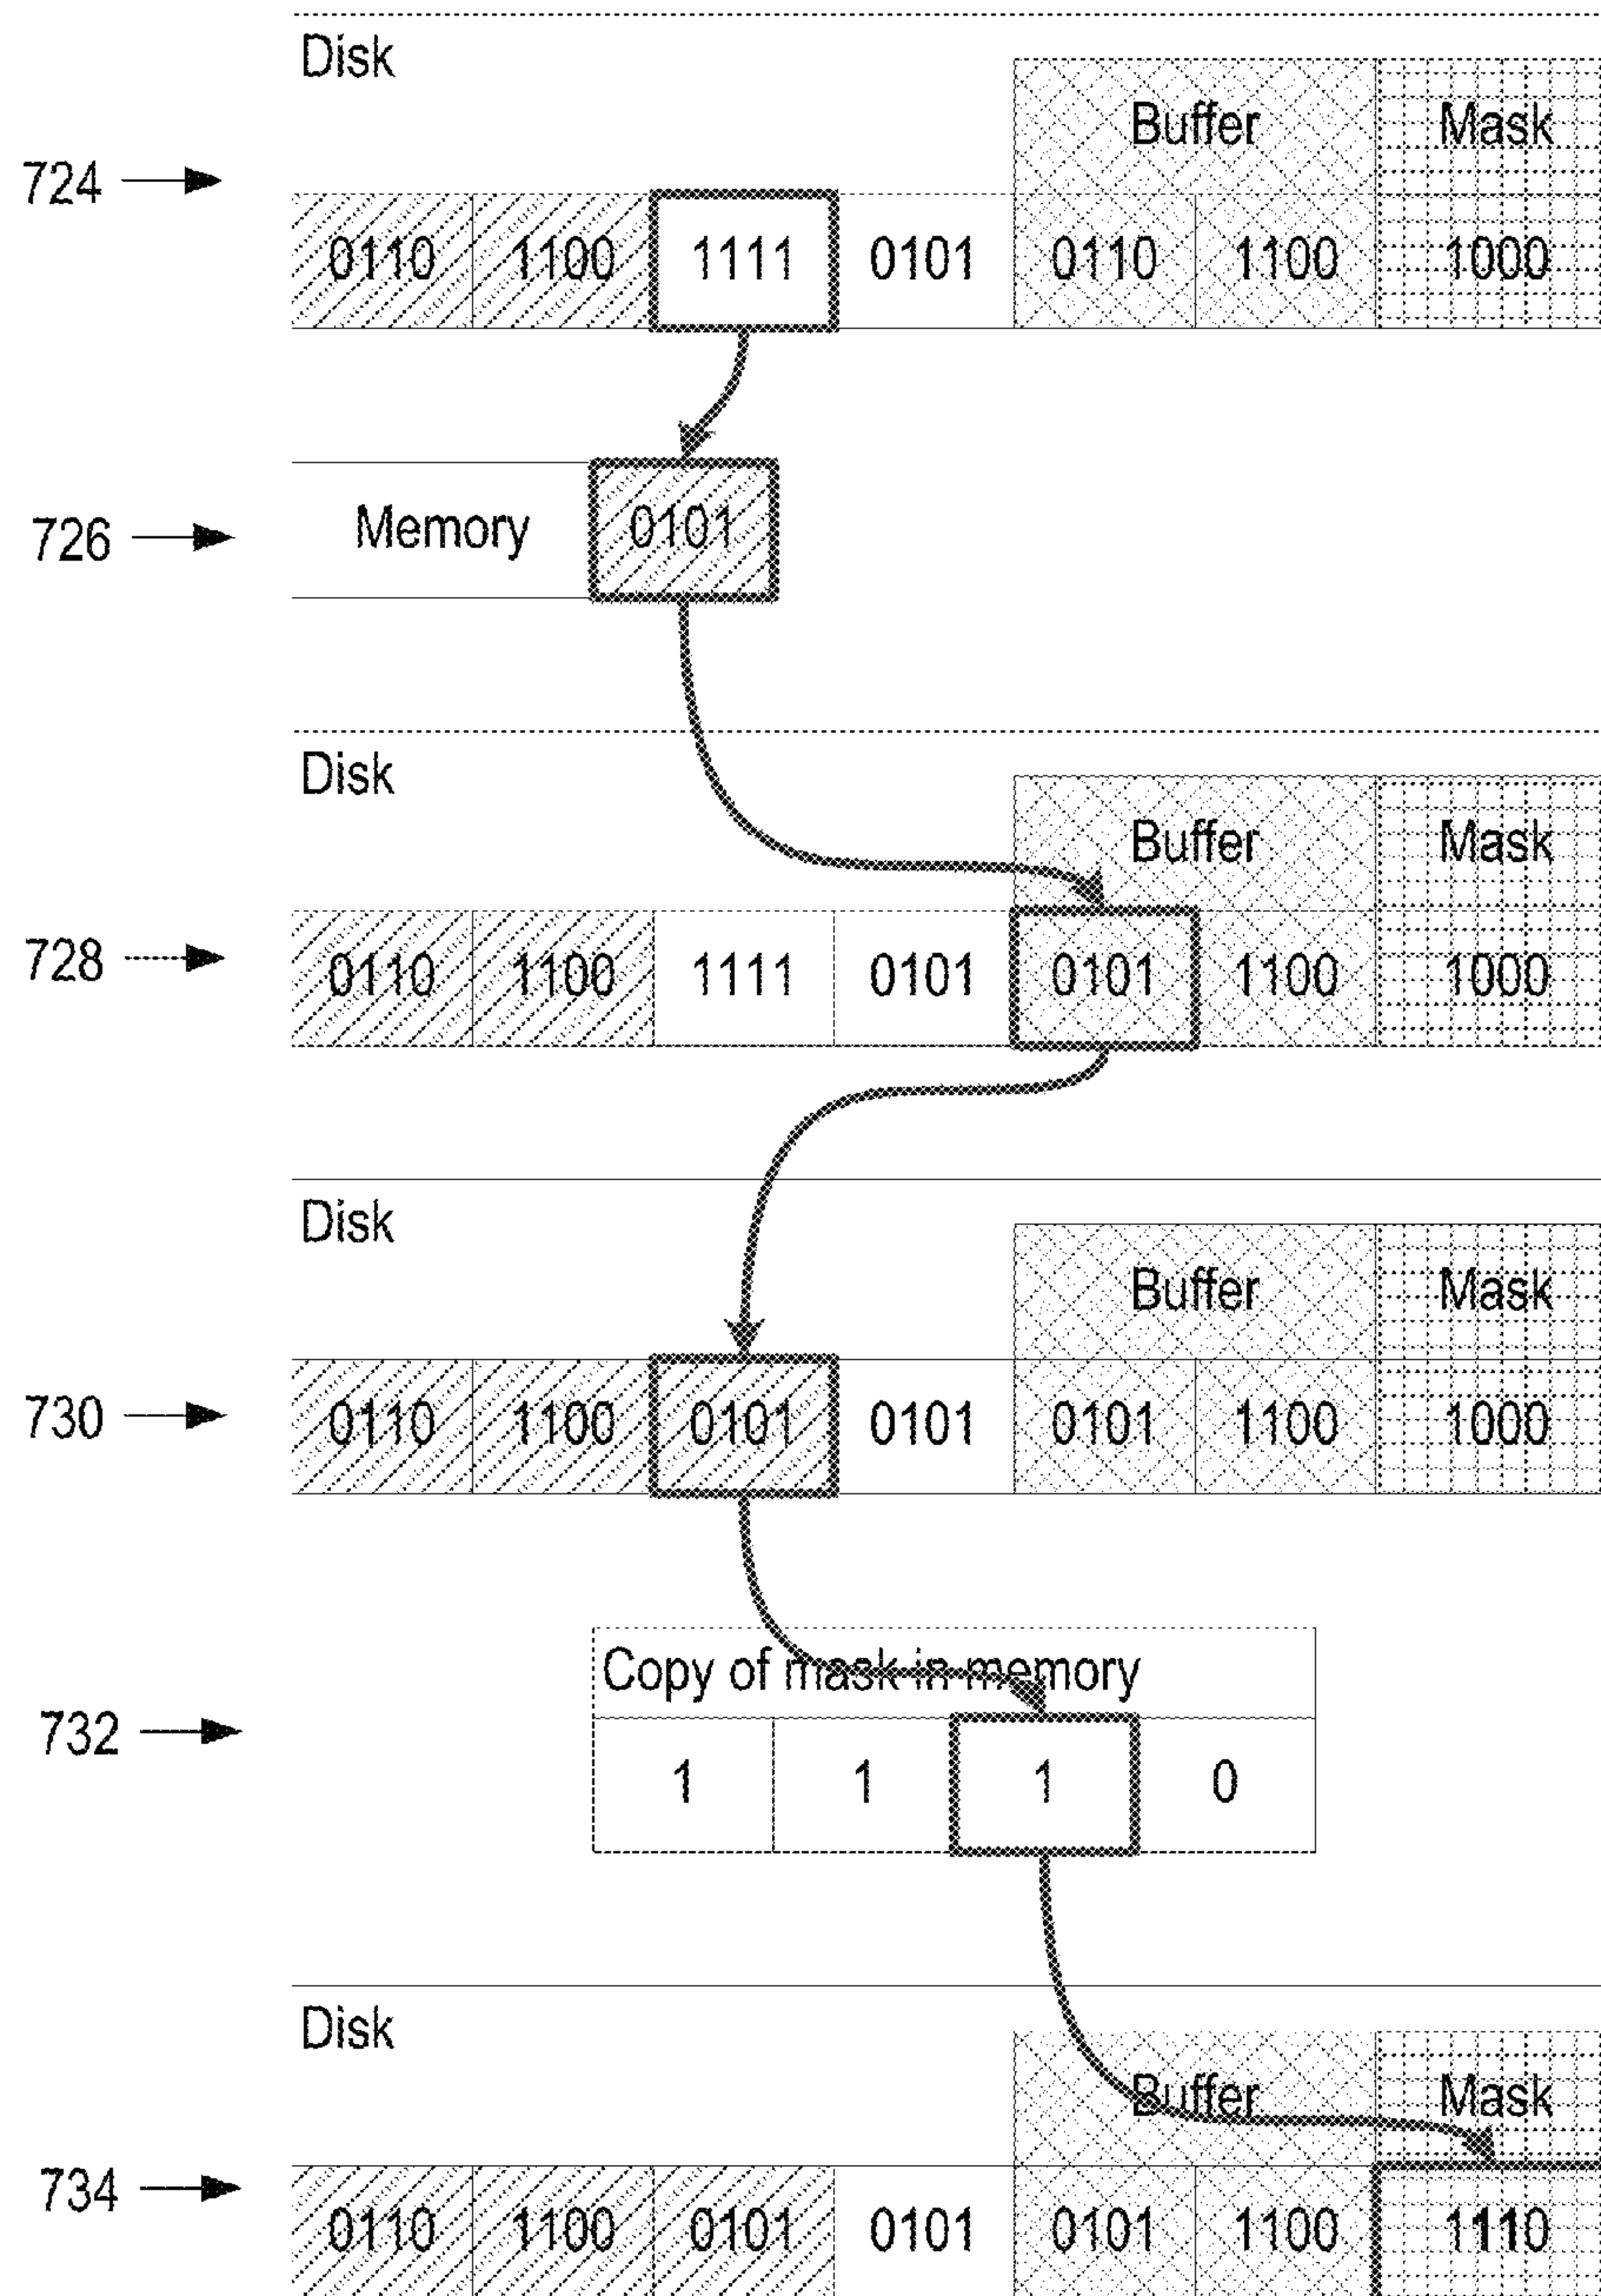 Disk
Buffer Mask
724
0110 1100 1111 0101 0110 1100 1000
726 Memory 0101
Disk
Buffer Mask
728 0110 1100 1111 0101 0101 1100 1000
Disk
Buffer Mask
730 0110 1100 0101 0101 0101 1100 1000
Copy of mask in memory
732
1 1 1 0
Disk
Buffer Mask
734
0110 1100 0101 0101 0101 1100 1110